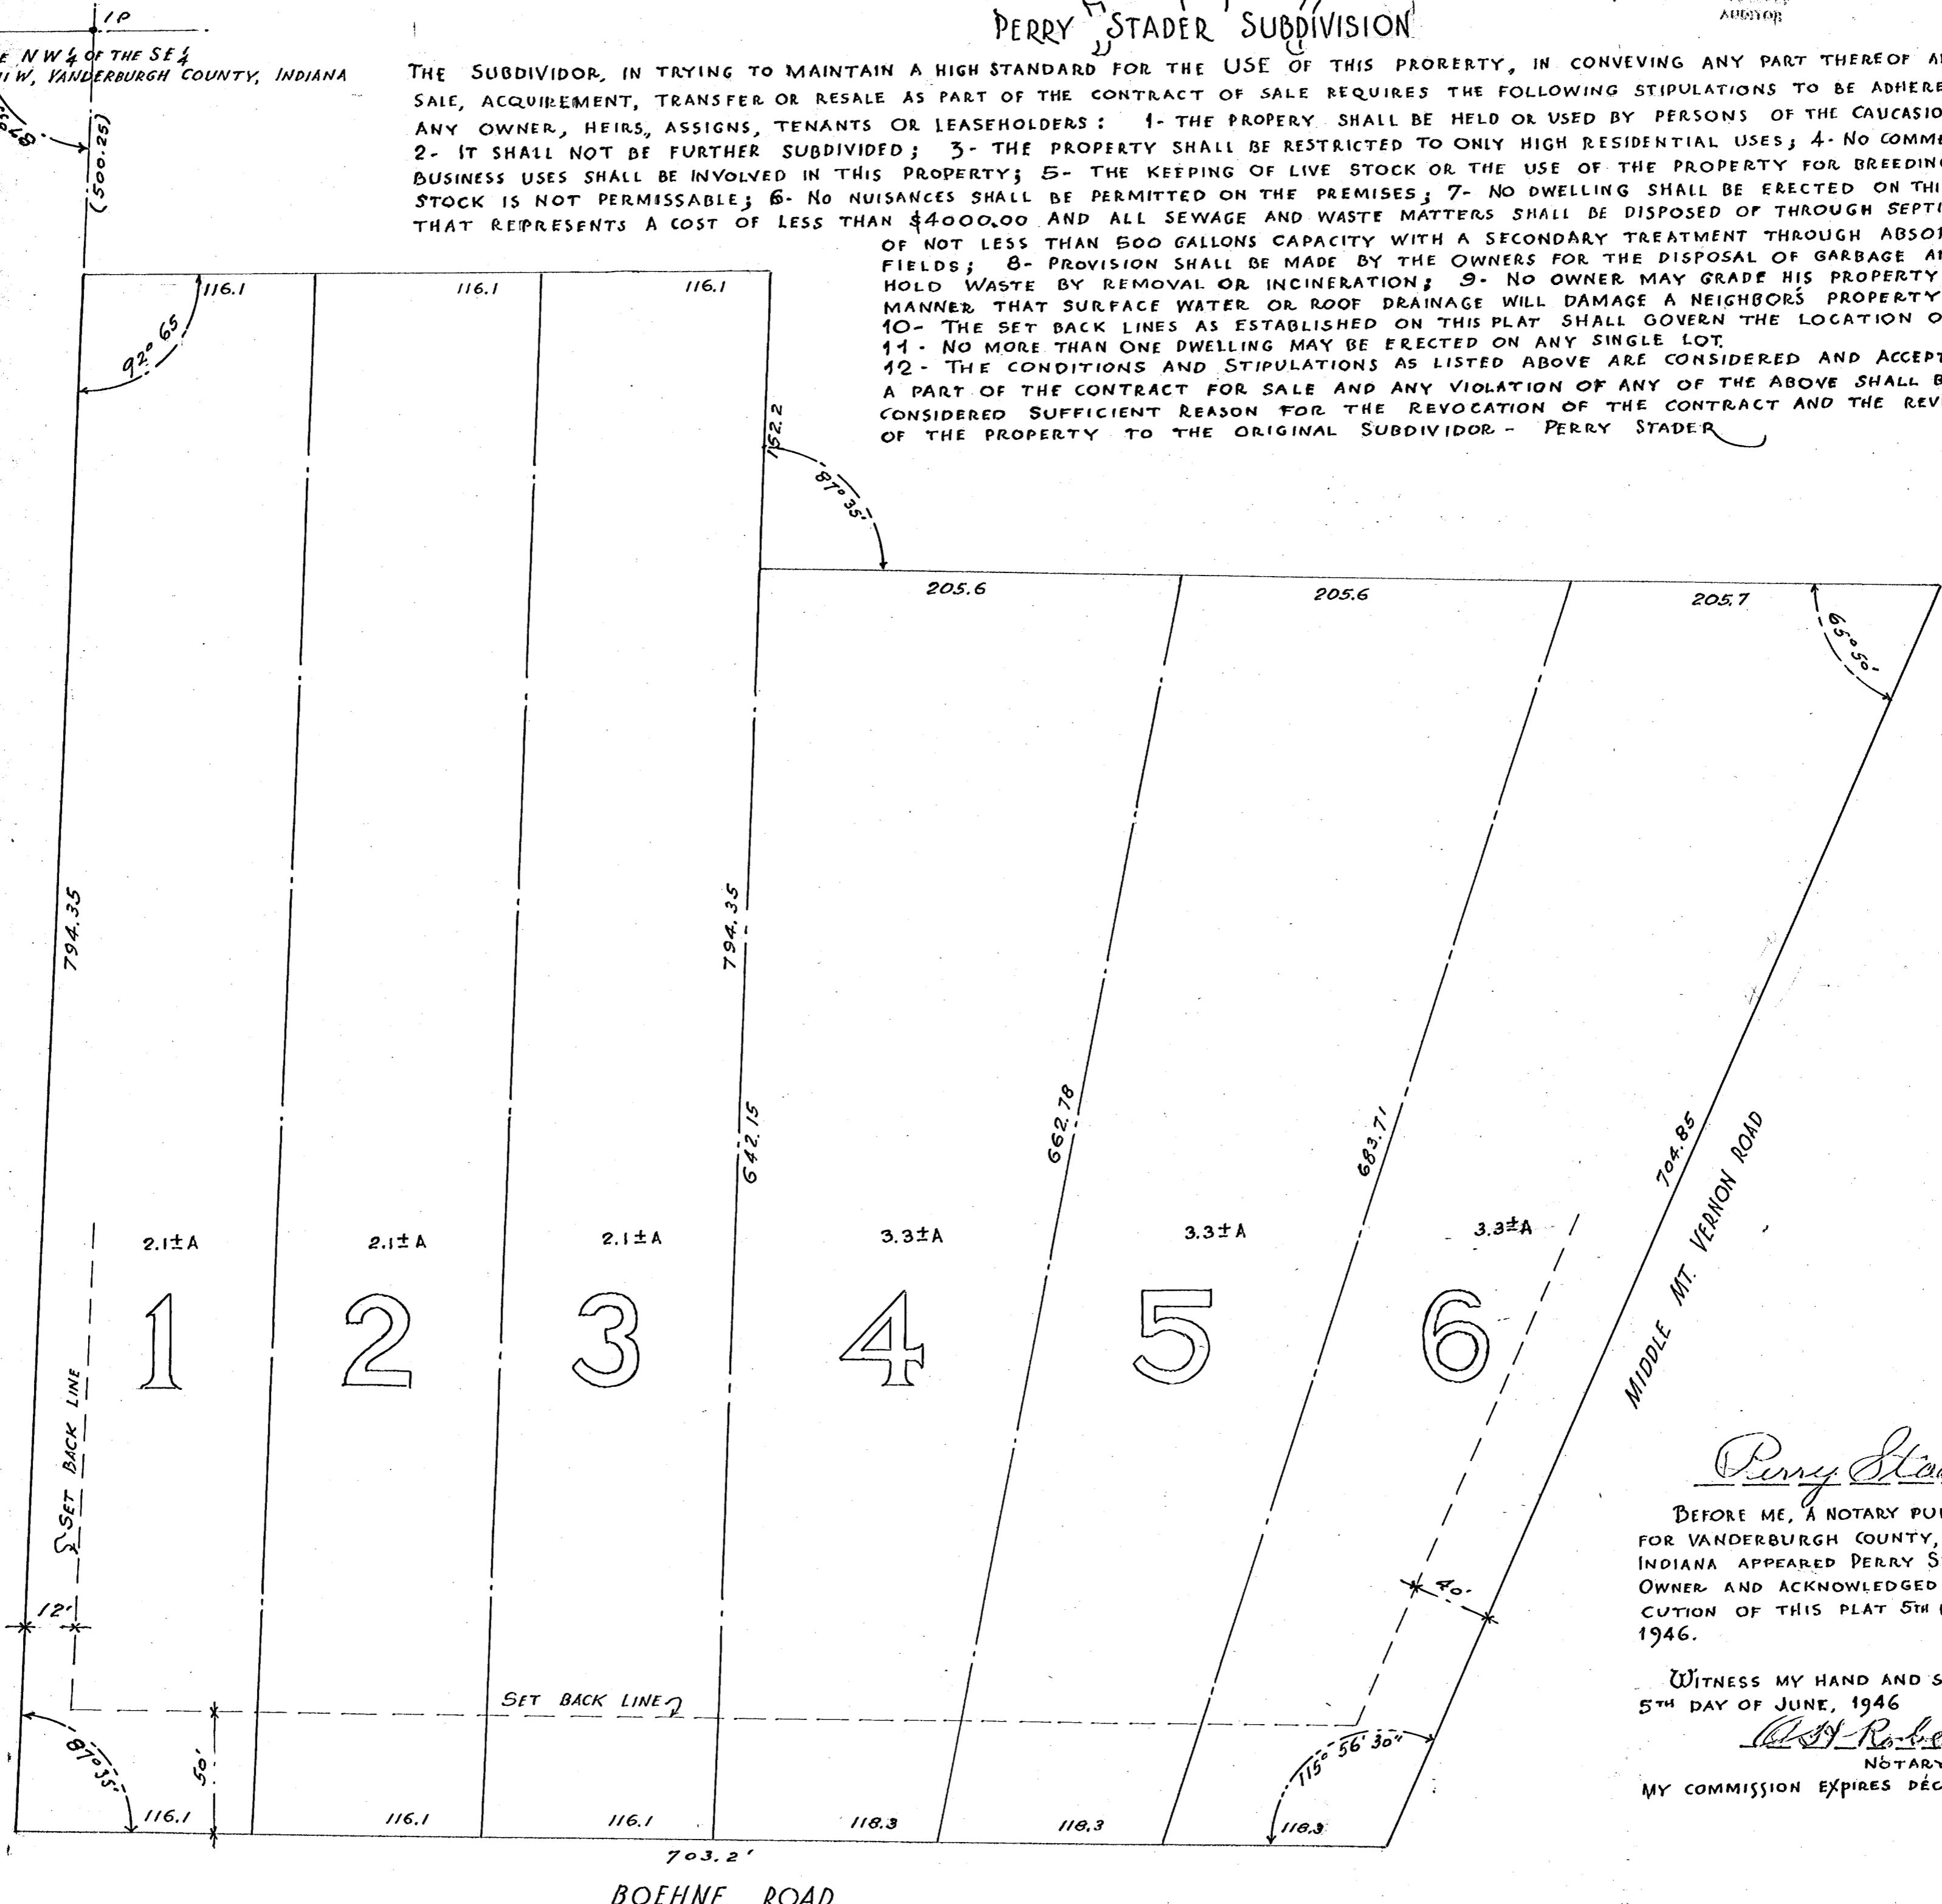 1P
AUDITOR
PERRY STADER SUBDIVISION
NW¼ OF THE SE¼
11 W, VANDERBURGH COUNTY, INDIANA
(500.25)
THE SUBDIVIDOR, IN TRYING TO MAINTAIN A HIGH STANDARD FOR THE USE OF THIS PRORERTY, IN CONVEVING ANY PART THEREOF
SALE, ACQUIREMENT, TRANSFER OR RESALE AS PART OF THE CONTRACT OF SALE REQUIRES THE FOLLOWING STIPULATIONS TO BE ADHERE
ANY OWNER, HEIRS, ASSIGNS, TENANTS OR LEASEHOLDERS: 1- THE PROPERY SHALL BE HELD OR USED BY PERSONS OF THE CAUCASIO
2- IT SHALL NOT BE FURTHER SUBDIVIDED; 3- THE PROPERTY SHALL BE RESTRICTED TO ONLY HIGH RESIDENTIAL USES; 4- NO COMME
BUSINESS USES SHALL BE INVOLVED IN THIS PROPERTY; 5- THE KEEPING OF LIVE STOCK OR THE USE OF THE PROPERTY FOR BREEDIN
STOCK IS NOT PERMISSABLE; 6- NO NUISANCES SHALL BE PERMITTED ON THE PREMISES; 7- NO DWELLING SHALL BE ERECTED ON THI
THAT REPRESENTS A COST OF LESS THAN $4000.00 AND ALL SEWAGE AND WASTE MATTERS SHALL BE DISPOSED OF THROUGH SEPTI
OF NOT LESS THAN 500 GALLONS CAPACITY WITH A SECONDARY TREATMENT THROUGH ABSO
FIELDS; 8- PROVISION SHALL BE MADE BY THE OWNERS FOR THE DISPOSAL OF GARBAGE A
HOLD WASTE BY REMOVAL OR INCINERATION; 9- NO OWNER MAY GRADE HIS PROPERTY
MANNER THAT SURFACE WATER OR ROOF DRAINAGE WILL DAMAGE A NEIGHBOR'S PROPERTY
10- THE SET BACK LINES AS ESTABLISHED ON THIS PLAT SHALL GOVERN THE LOCATION O
11- NO MORE THAN ONE DWELLING MAY BE ERECTED ON ANY SINGLE LOT.
12- THE CONDITIONS AND STIPULATIONS AS LISTED ABOVE ARE CONSIDERED AND ACCEPT
A PART OF THE CONTRACT FOR SALE AND ANY VIOLATION OF ANY OF THE ABOVE SHALL B
CONSIDERED SUFFICIENT REASON FOR THE REVOCATION OF THE CONTRACT AND THE REV
OF THE PROPERTY TO THE ORIGINAL SUBDIVIDOR - PERRY STADER
116.1 116.1 116.1
92° 65
152.2
87° 35'
205.6 205.6 205.7
65° 50'
794.35
794.35
642.15
662.78
683.71
704.85
MIDDLE MT. VERNON ROAD
2.1±A 2.1±A 2.1±A 3.3±A 3.3±A 3.3±A
1 2 3 4 5 6
SET BACK LINE
12'
40'
Perry Sta
BEFORE ME, A NOTARY PU
FOR VANDERBURGH COUNTY,
INDIANA APPEARED PERRY S
OWNER AND ACKNOWLEDGED
CUTION OF THIS PLAT 5TH
1946.
WITNESS MY HAND AND S
5TH DAY OF JUNE, 1946
NOTARY
MY COMMISSION EXPIRES DEC
SET BACK LINE
87° 35'
50'
115° 56' 30"
116.1 116.1 116.1 118.3 118.3 118.3
703.2'
BOEHNE ROAD